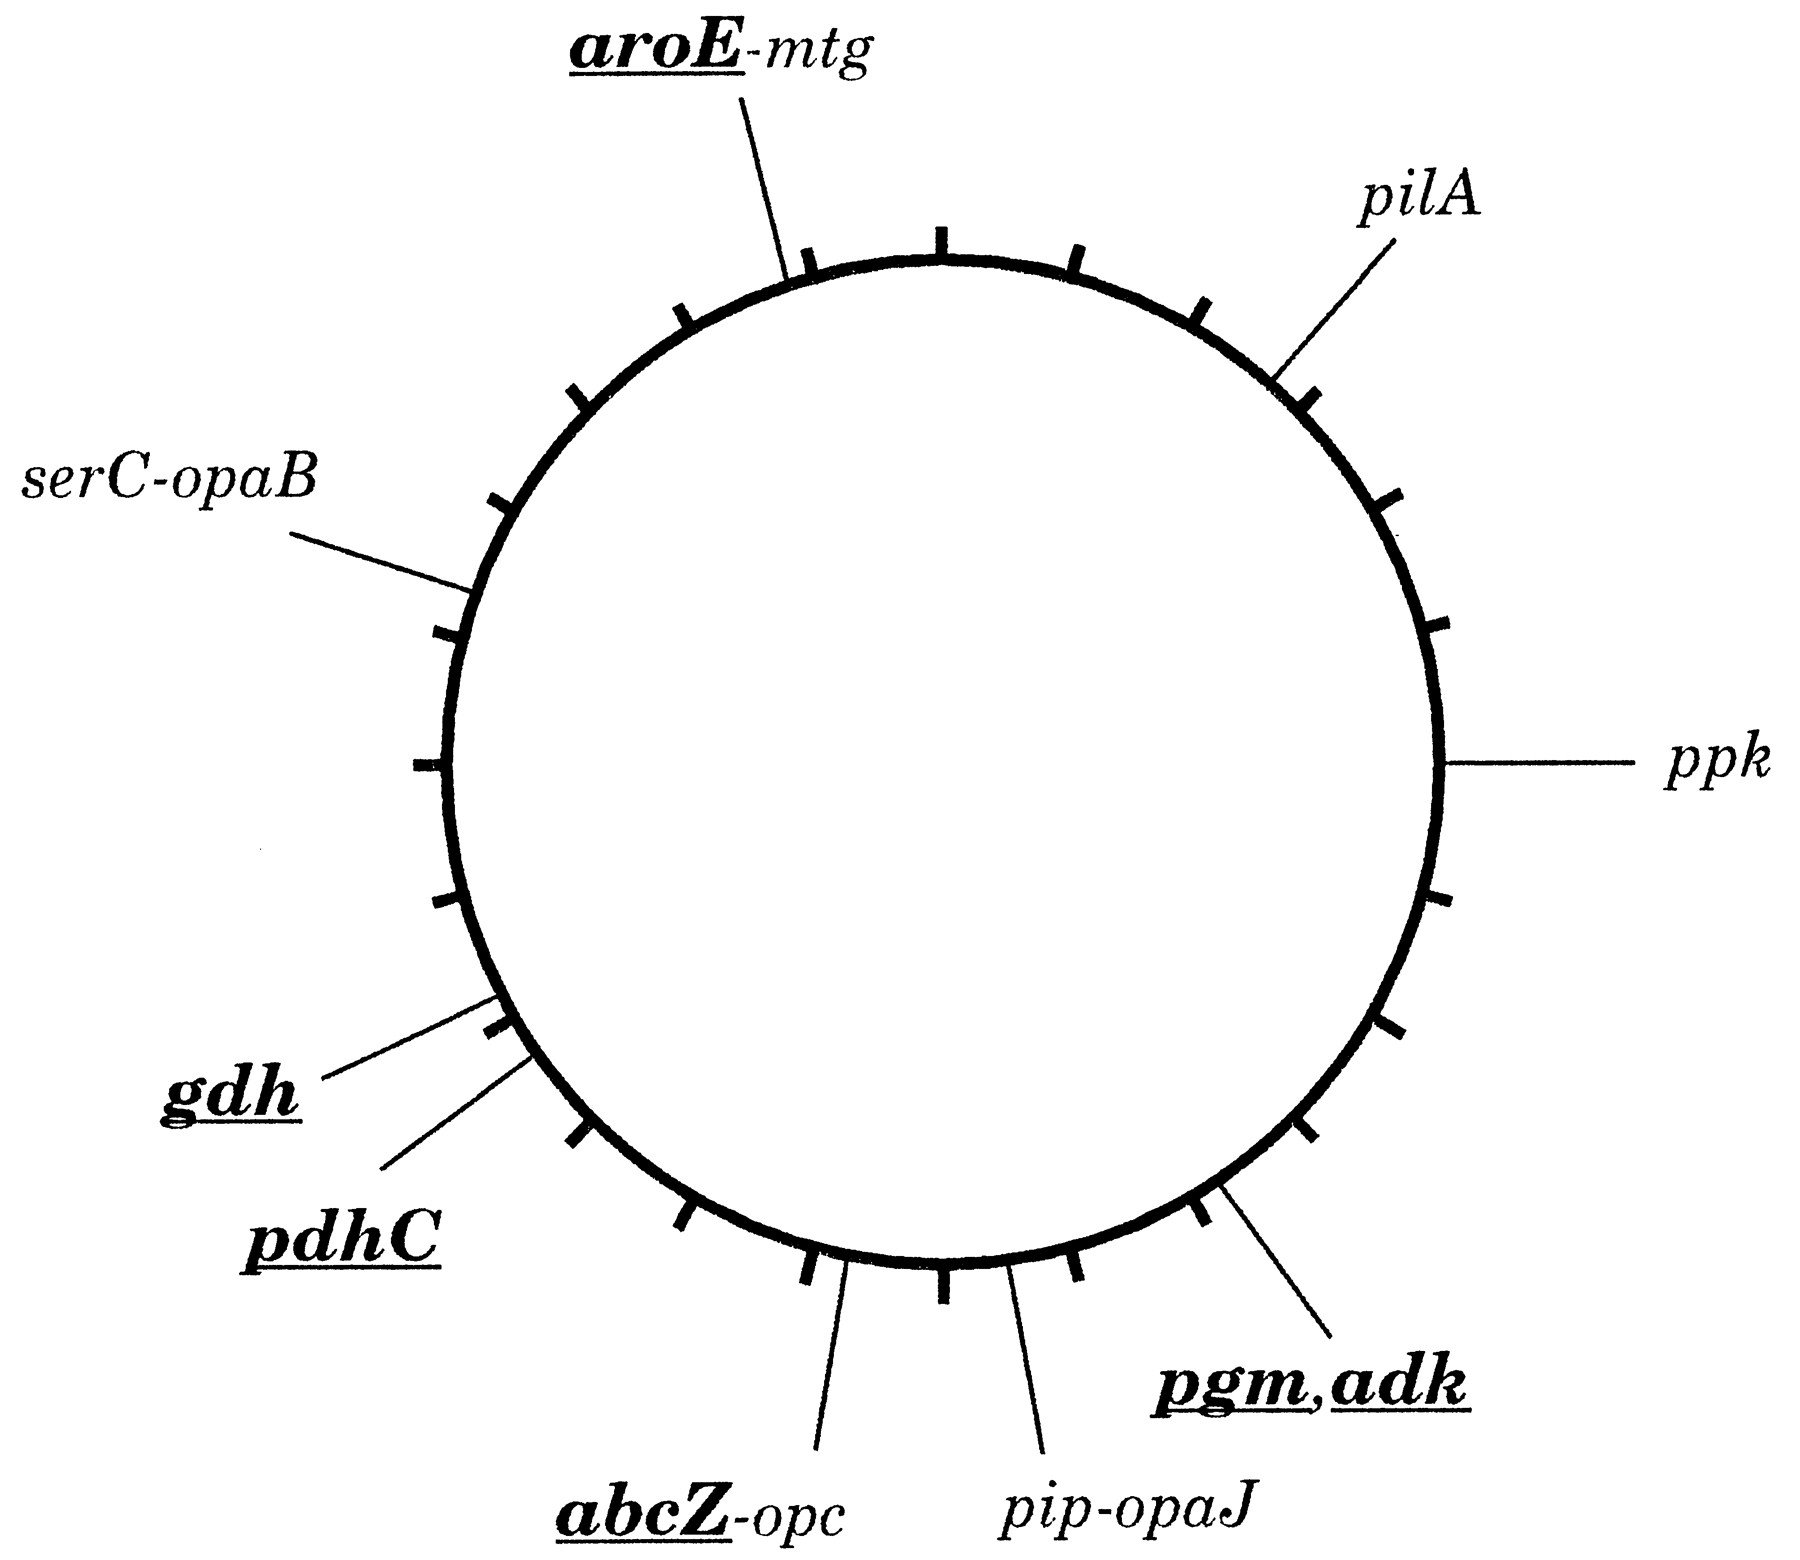 aroE-mtg
pilA
serC-opaB
ppk
gdh
pdhC
pgm,adk
abcZ-opc
pip-opaJ